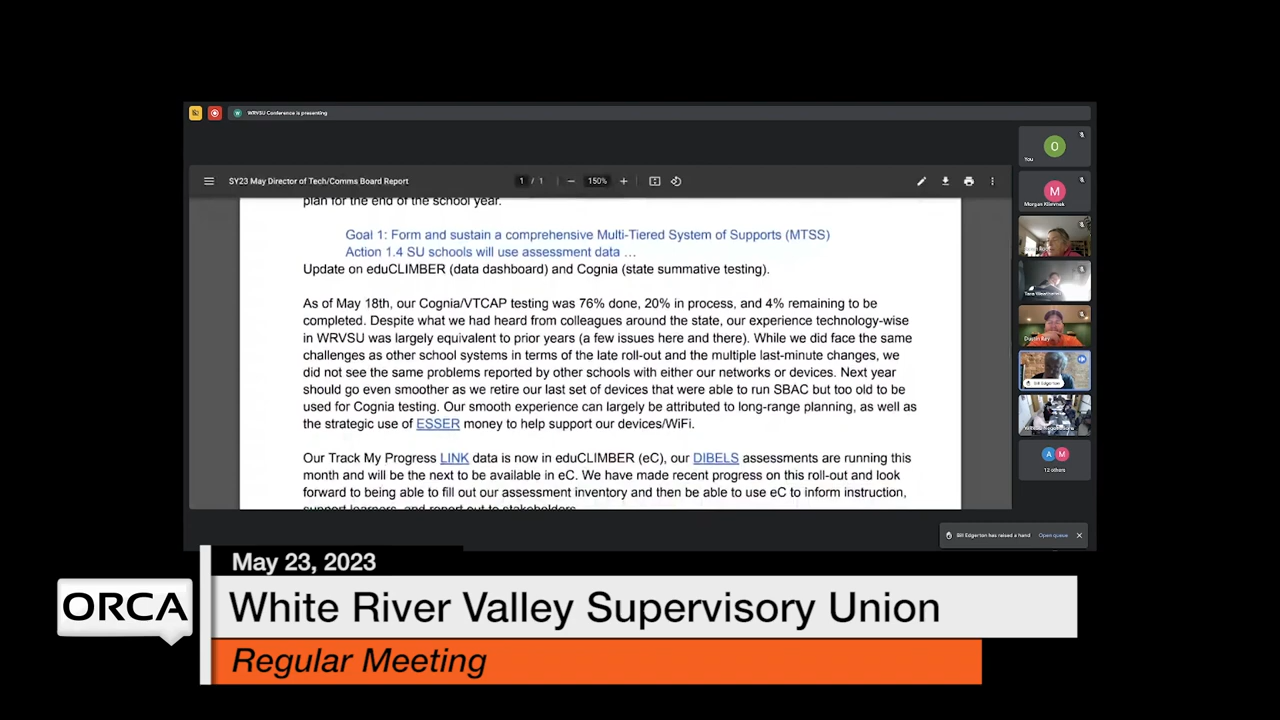 WRVSU Conference is presenting
SY23 May Director of Tech/Comms Board Report
1 / 1
150%
plan for the end of the school year.
Goal 1: Form and sustain a comprehensive Multi-Tiered System of Supports (MTSS)
Action 1.4 SU schools will use assessment data …
Update on eduCLIMBER (data dashboard) and Cognia (state summative testing).
As of May 18th, our Cognia/VTCAP testing was 76% done, 20% in process, and 4% remaining to be
completed. Despite what we had heard from colleagues around the state, our experience technology-wise
in WRVSU was largely equivalent to prior years (a few issues here and there). While we did face the same
challenges as other school systems in terms of the late roll-out and the multiple last-minute changes, we
did not see the same problems reported by other schools with either our networks or devices. Next year
should go even smoother as we retire our last set of devices that were able to run SBAC but too old to be
used for Cognia testing. Our smooth experience can largely be attributed to long-range planning, as well as
the strategic use of ESSER money to help support our devices/WiFi.
Our Track My Progress LINK data is now in eduCLIMBER (eC), our DIBELS assessments are running this
month and will be the next to be available in eC. We have made recent progress on this roll-out and look
forward to being able to fill out our assessment inventory and then be able to use eC to inform instruction,
support learners, and report out to stakeholders.
O
You
M
Morgan
Tara
Dustin Ray
Bill Edgerton
A M
12 others
Bill Edgerton has raised a hand
Open queue
May 23, 2023
ORCA
White River Valley Supervisory Union
Regular Meeting